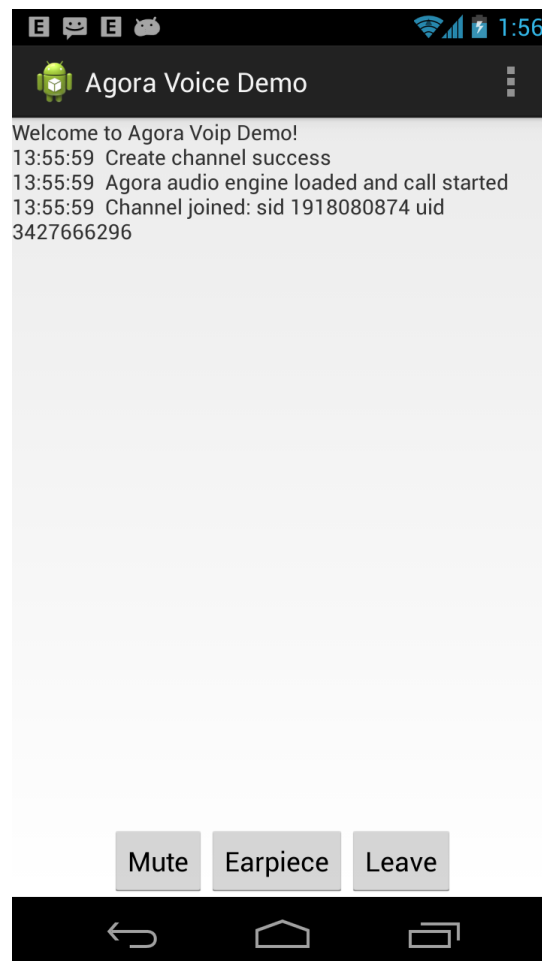 E E 1:56
Agora Voice Demo
Welcome to Agora Voip Demo!
13:55:59 Create channel success
13:55:59 Agora audio engine loaded and call started
13:55:59 Channel joined: sid 1918080874 uid
3427666296
Mute Earpiece Leave